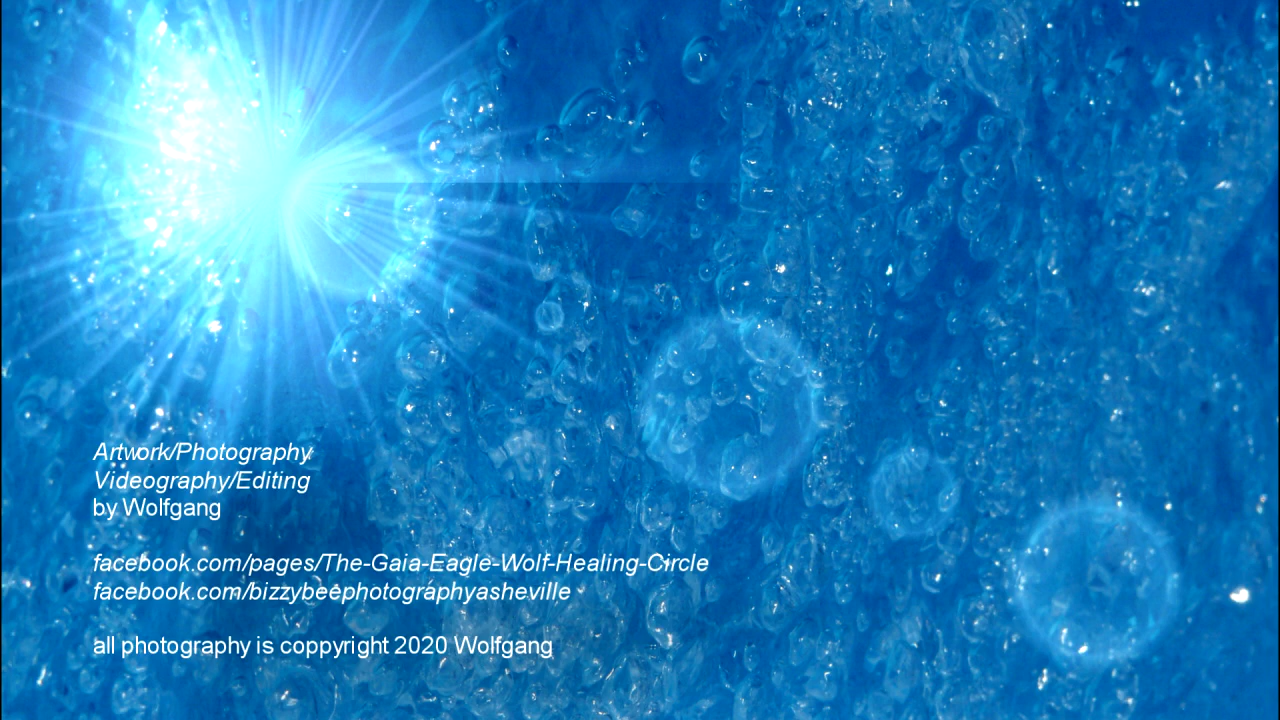 Artwork/Photography
Videography/Editing
by Wolfgang
facebook.com/pages/The-Gaia-Eagle-Wolf-Healing-Circle
facebook.com/bizzybeephotographyasheville
all photography is coppyright 2020 Wolfgang